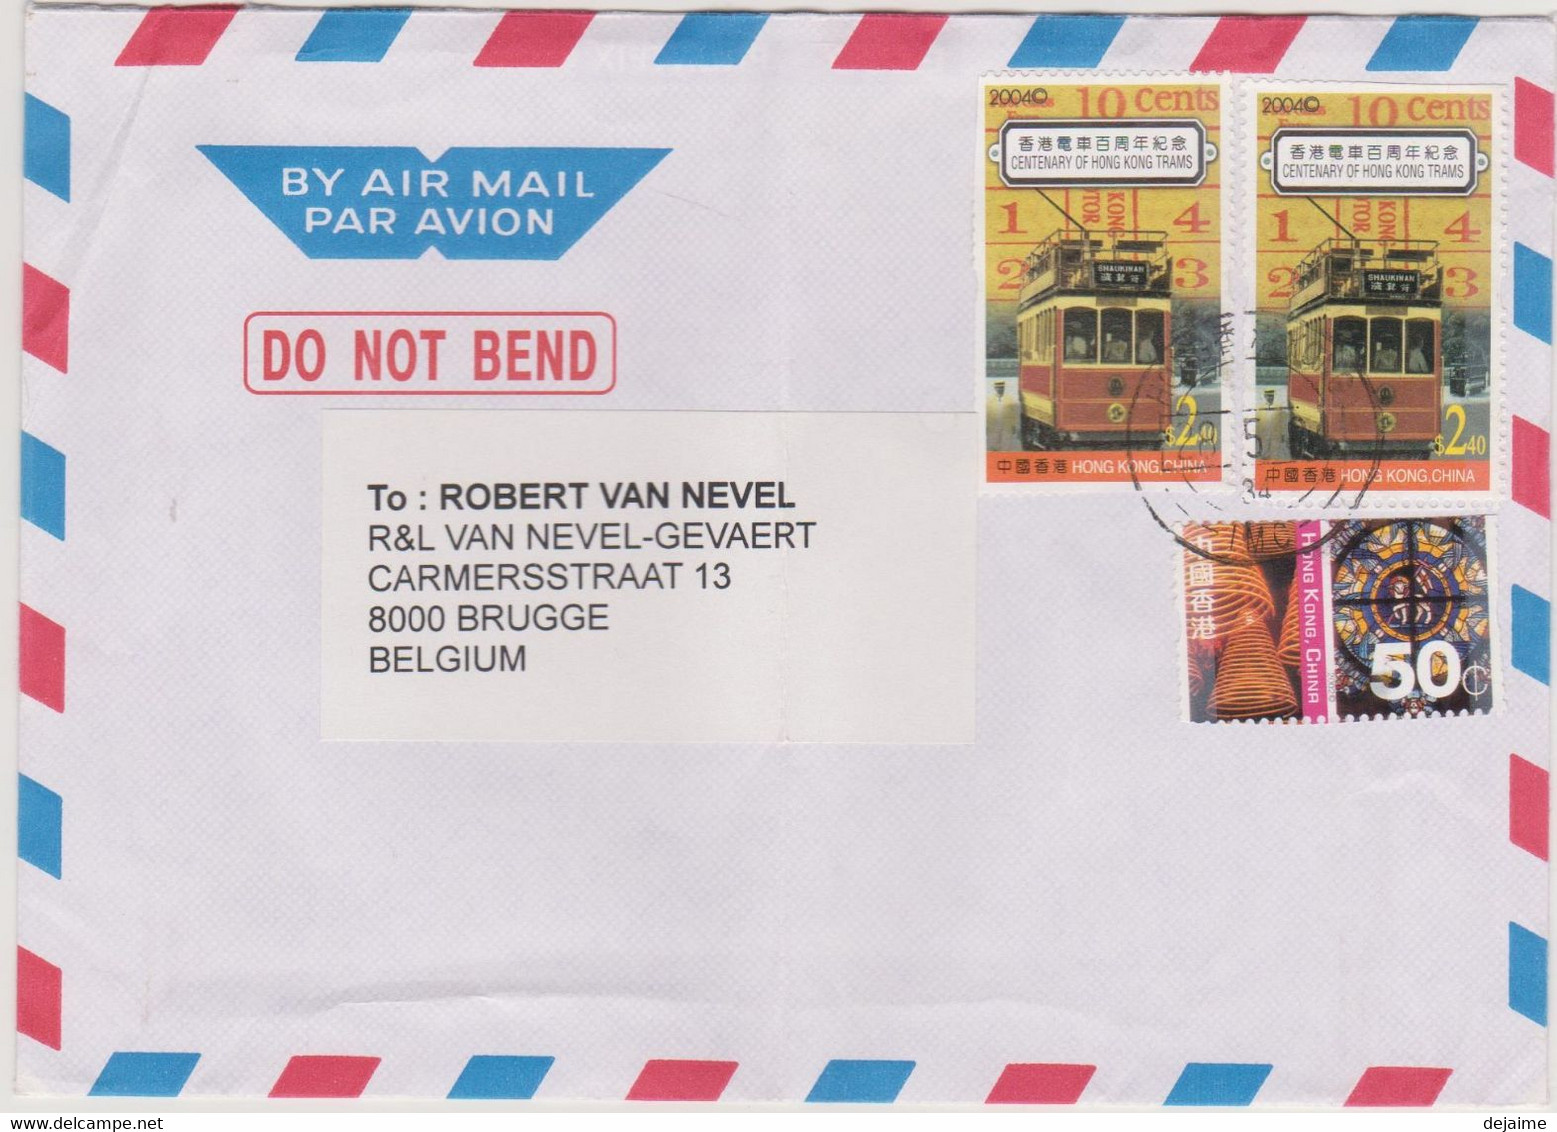 BY AIR MAIL
PAR AVION
DO NOT BEND
To : ROBERT VAN NEVEL
R&L VAN NEVEL-GEVAERT
CARMERSSTRAAT 13
8000 BRUGGE
BELGIUM
2004©
10 Cents
香港電車百周年紀念
CENTENARY OF HONG KONG TRAMS
1 4
KONG
2 3
SHAUKIWAN
$2.40
中國香港 HONG KONG, CHINA
2004©
10 Cents
香港電車百周年紀念
CENTENARY OF HONG KONG TRAMS
1 4
2 3
SHAUKIWAN
$2.40
中國香港 HONG KONG, CHINA
5
中國香港
HONG KONG, CHINA
50C
dejaime